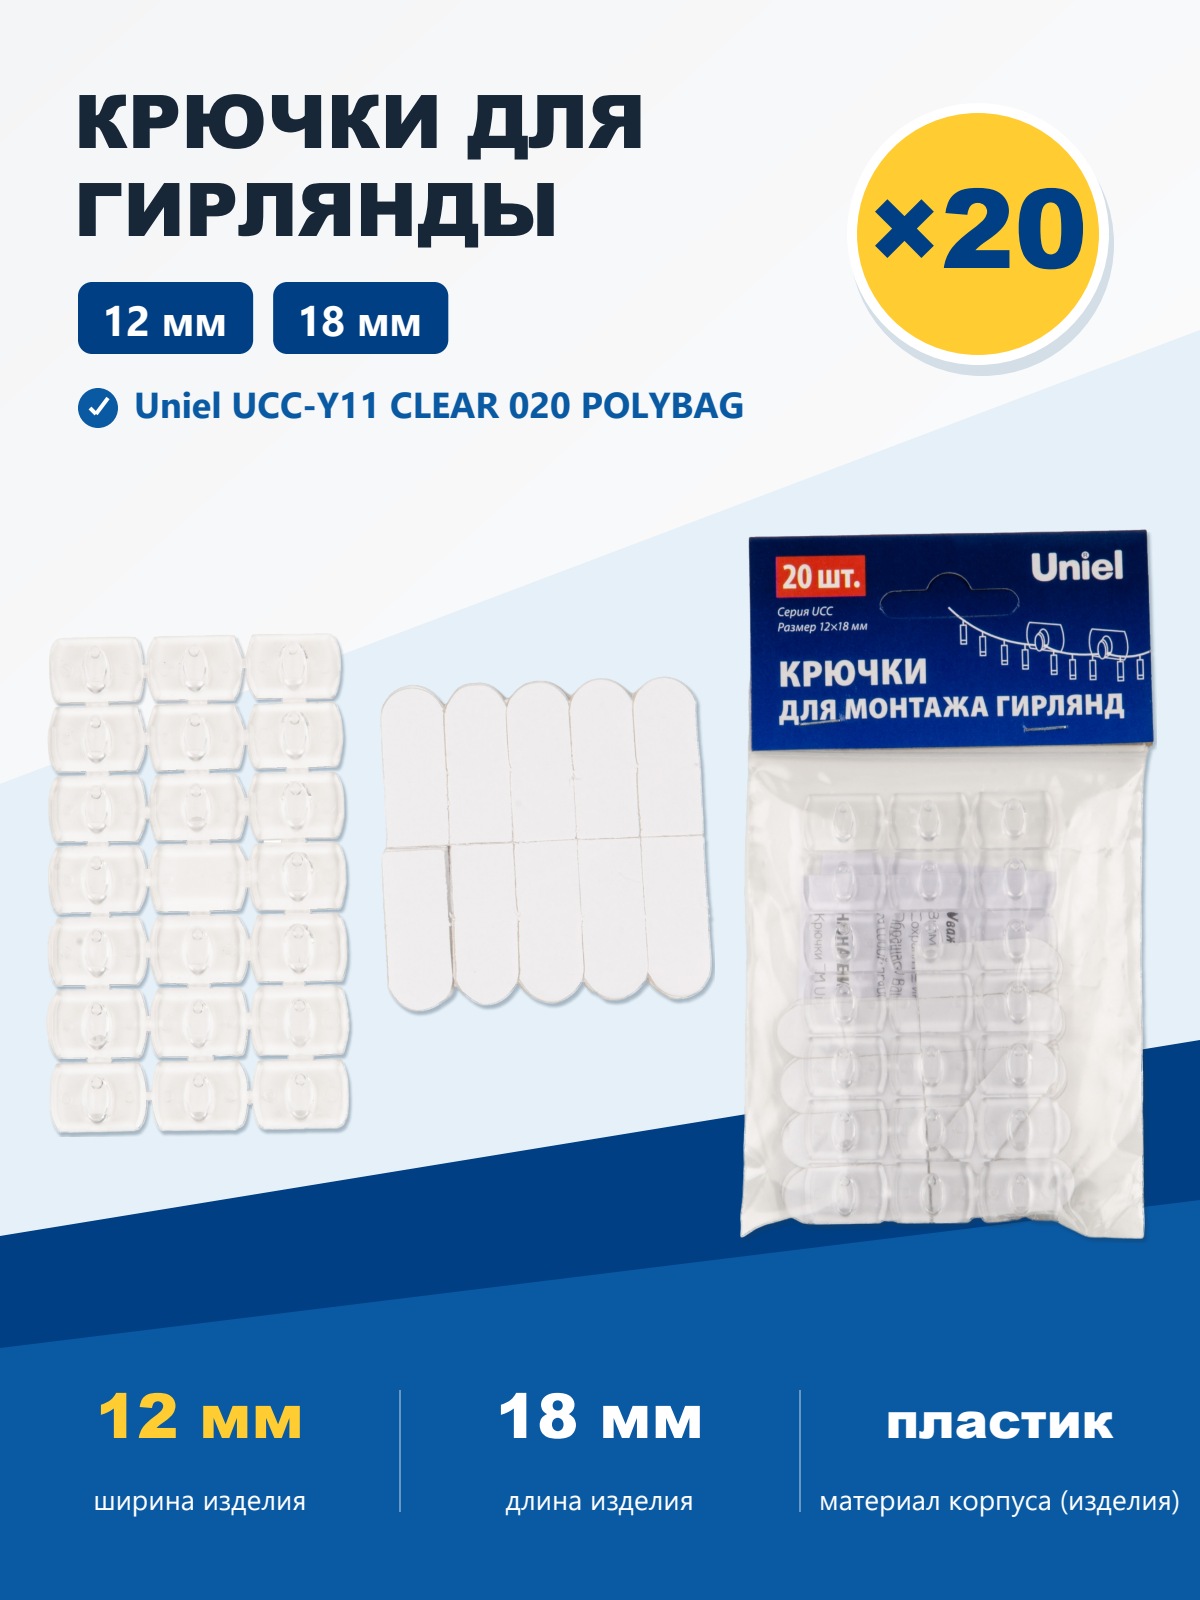 КРЮЧКИ ДЛЯ
ГИРЛЯНДЫ
×20
12 мм
18 мм
Uniel UCC-Y11 CLEAR 020 POLYBAG
20 шт.
Uniel
Серия UCC
Размер 12×18 мм
КРЮЧКИ
ДЛЯ МОНТАЖА ГИРЛЯНД
12 мм
18 мм
пластик
ширина изделия
длина изделия
материал корпуса (изделия)